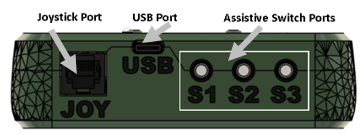 Joystick Port USB Port Assistive Switch Ports
USB
JOY S1 S2 S3